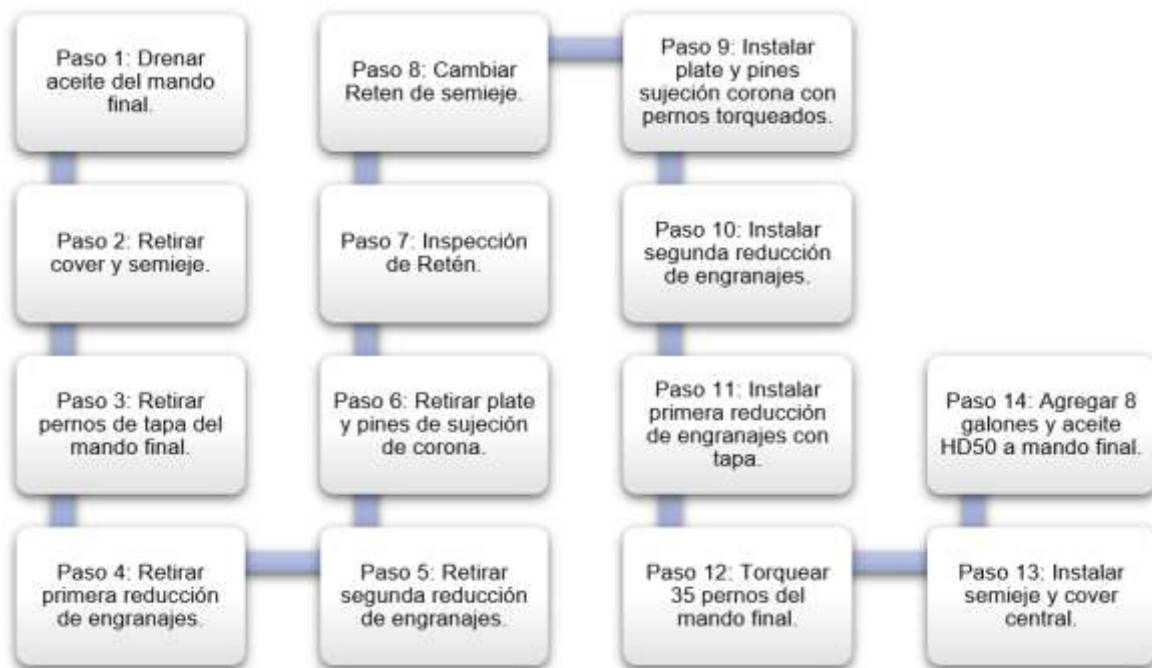 Paso 1: Drenar
aceite del mando
final.
Paso 2: Retirar
cover y semieje.
Paso 3: Retirar
pernos de tapa del
mando final.
Paso 4: Retirar
primera reducción
de engranajes.
Paso 5: Retirar
segunda reducción
de engranajes.
Paso 6: Retirar plate
y pines de sujeción
de corona.
Paso 7: Inspección
de Retén.
Paso 8: Cambiar
Reten de semieje.
Paso 9: Instalar
plate y pines
sujeción corona con
pernos torqueados.
Paso 10: Instalar
segunda reducción
de engranajes.
Paso 11: Instalar
primera reducción
de engranajes con
tapa.
Paso 12: Torquear
35 pernos del
mando final.
Paso 13: Instalar
semieje y cover
central.
Paso 14: Agregar 8
galones y aceite
HD50 a mando final.